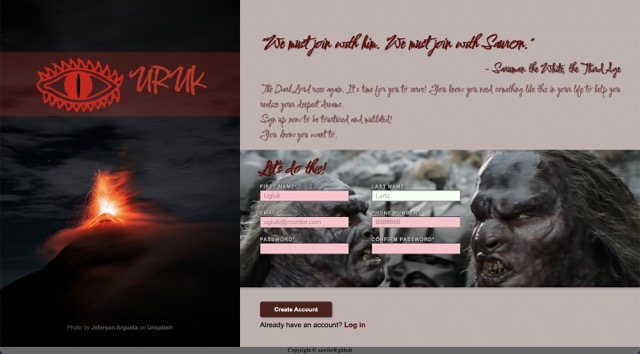 URUK
"We must join with him. We must join with Sauron."
- Saruman the White, the Third Age
The Dark Lord rises again. It's time for you to serve! You know you need something like this in your life to help you
realize your deepest dreams.
Sign up now to be tortured and mutilated!
You know you want to.
Let's do this!
FIRST NAME* LAST NAME
Ugluk Lurtz
EMAIL* PHONE NUMBER
ugluk@mordor.com 6666666
PASSWORD* CONFIRM PASSWORD*
Create Account
Already have an account? Log in
Photo by Jeferson Argueta on Unsplash
Copyright ©